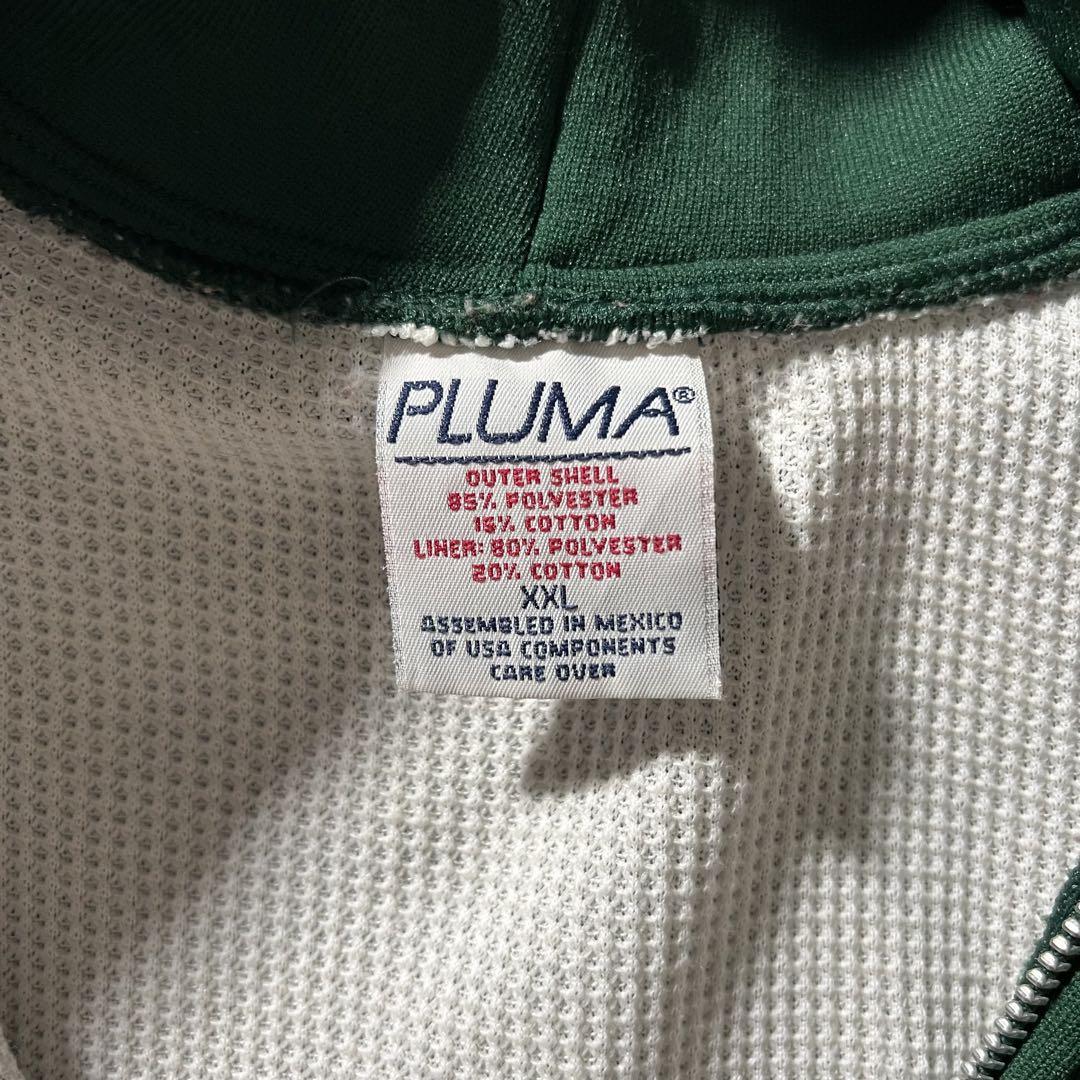 PLUMA®
OUTER SHELL
85% POLYESTER
15% COTTON
LINER: 80% POLYESTER
20% COTTON
XXL
ASSEMBLED IN MEXICO
OF USA COMPONENTS
CARE OVER